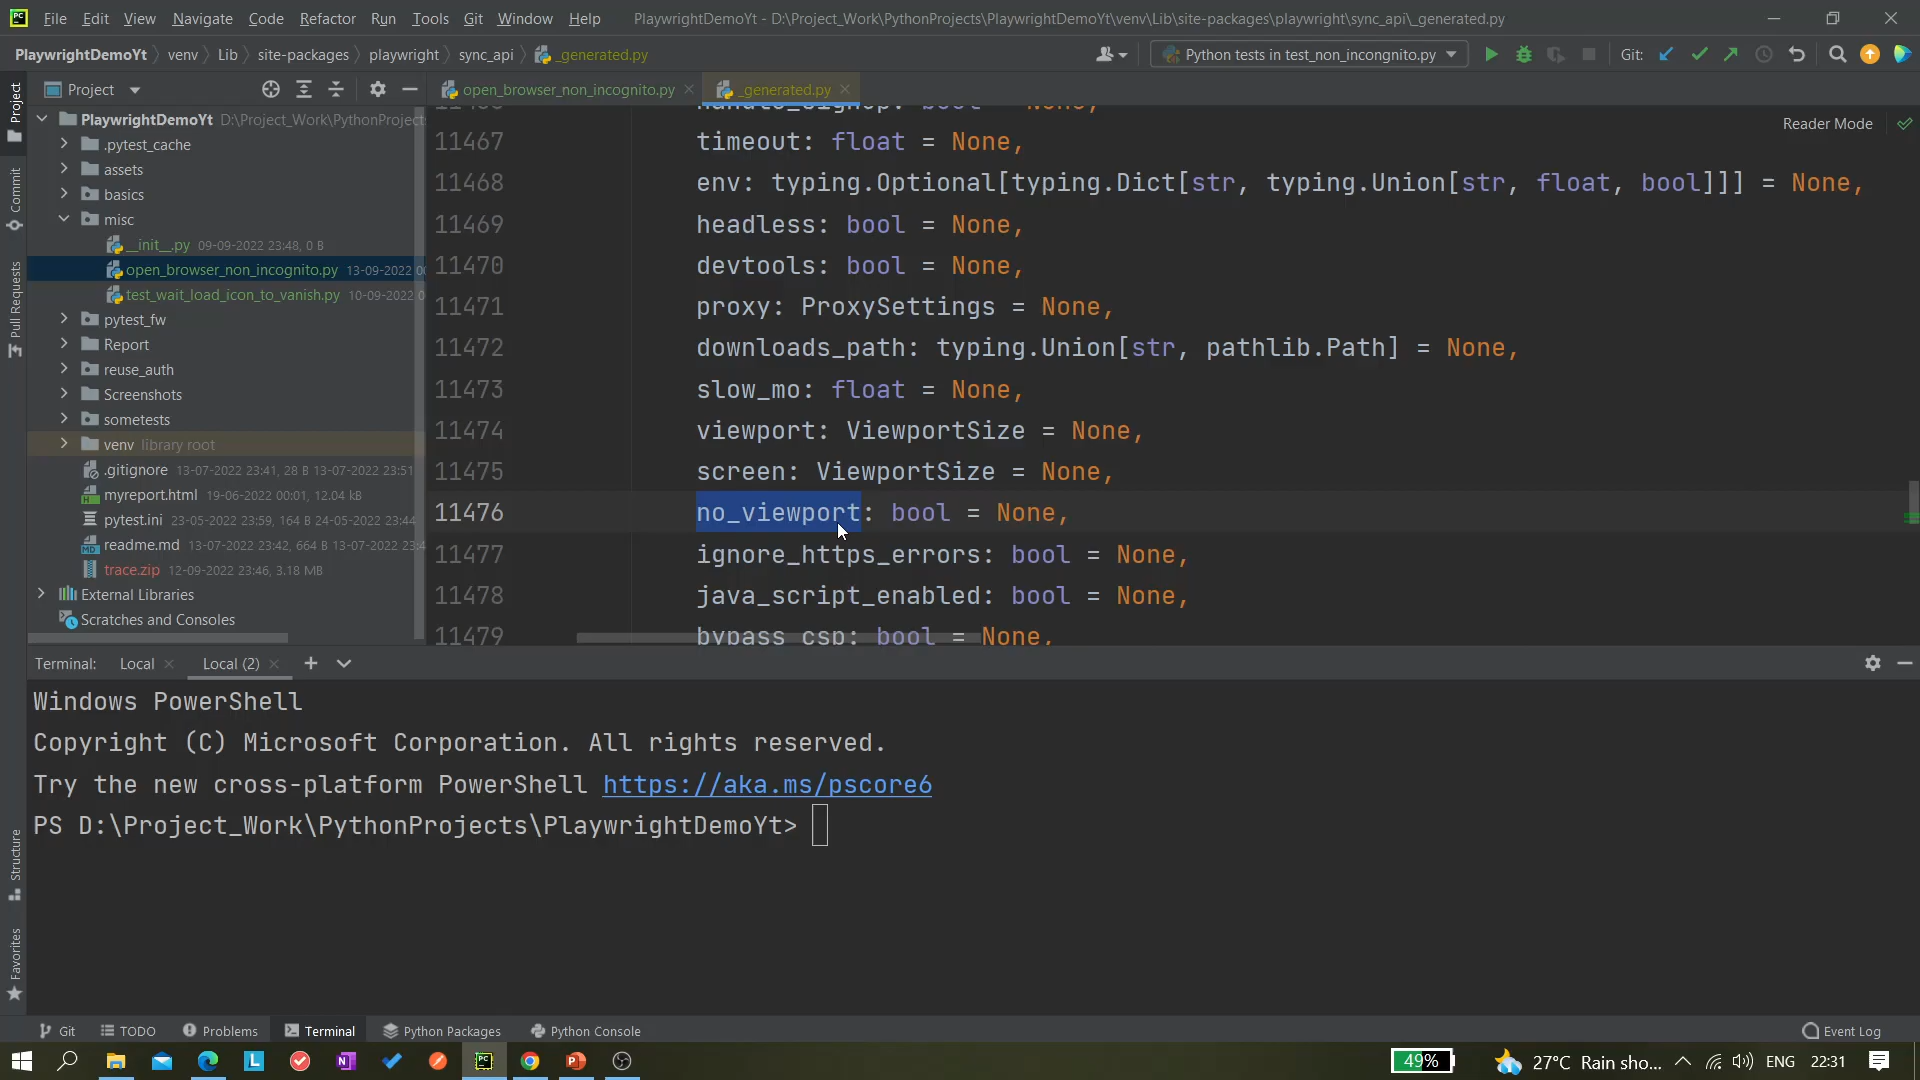 File Edit View Navigate Code Refactor Run Tools Git Window Help PlaywrightDemoYt - D:\Project_Work\PythonProjects\PlaywrightDemoYt\venv\Lib\site-packages\playwright\sync_api\_generated.py
PlaywrightDemoYt venv Lib site-packages playwright sync_api _generated.py Python tests in test_non_incongnito.py Git:
Project
open_browser_non_incognito.py _generated.py
Reader Mode
PlaywrightDemoYt D:\Project_Work\PythonProjects
.pytest_cache
assets
basics
misc
__init__.py 09-09-2022 23:48, 0 B
open_browser_non_incognito.py 13-09-2022
test_wait_load_icon_to_vanish.py 10-09-2022
pytest_fw
Report
reuse_auth
Screenshots
sometests
venv library root
.gitignore 13-07-2022 23:41, 28 B 13-07-2022 23:51
myreport.html 19-06-2022 00:01, 12.04 kB
pytest.ini 23-05-2022 23:59, 164 B 24-05-2022 23:44
readme.md 13-07-2022 23:42, 664 B 13-07-2022
trace.zip 12-09-2022 23:46, 3.18 MB
External Libraries
Scratches and Consoles
11467 timeout: float = None,
11468 env: typing.Optional[typing.Dict[str, typing.Union[str, float, bool]]] = None,
11469 headless: bool = None,
11470 devtools: bool = None,
11471 proxy: ProxySettings = None,
11472 downloads_path: typing.Union[str, pathlib.Path] = None,
11473 slow_mo: float = None,
11474 viewport: ViewportSize = None,
11475 screen: ViewportSize = None,
11476 no_viewport: bool = None,
11477 ignore_https_errors: bool = None,
11478 java_script_enabled: bool = None,
11479 bypass_csp: bool = None,
Project
Commit
Pull Requests
Structure
Favorites
Terminal: Local Local (2)
Windows PowerShell
Copyright (C) Microsoft Corporation. All rights reserved.
Try the new cross-platform PowerShell https://aka.ms/pscore6
PS D:\Project_Work\PythonProjects\PlaywrightDemoYt>
Git TODO Problems Terminal Python Packages Python Console Event Log
49% 27°C Rain sho... ENG 22:31